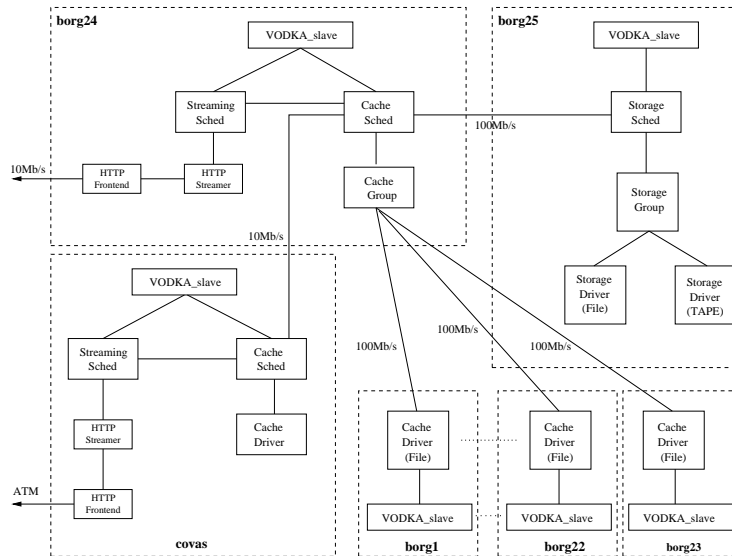 borg24
VODKA_slave
Streaming
Sched
Cache
Sched
10Mb/s
HTTP
Frontend
HTTP
Streamer
Cache
Group
100Mb/s
10Mb/s
borg25
VODKA_slave
Storage
Sched
Storage
Group
Storage
Driver
(File)
Storage
Driver
(TAPE)
VODKA_slave
Streaming
Sched
Cache
Sched
HTTP
Streamer
Cache
Driver
ATM
HTTP
Frontend
covas
100Mb/s
100Mb/s
100Mb/s
Cache
Driver
(File)
VODKA_slave
borg1
Cache
Driver
(File)
VODKA_slave
borg22
Cache
Driver
(File)
VODKA_slave
borg23